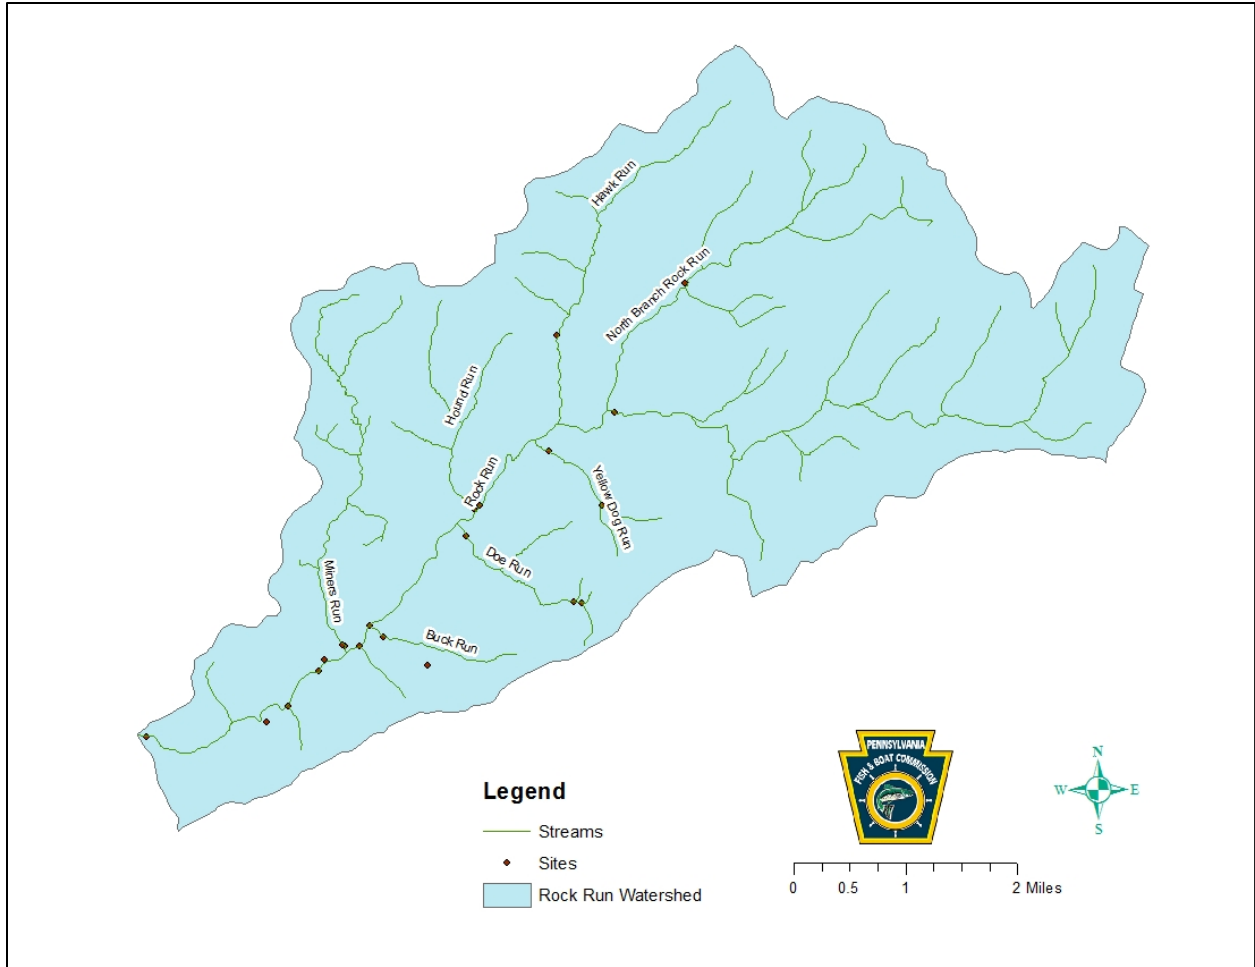 Hawk Run
North Branch Rock Run
Hound Run
Rock Run
Yellow Dog Run
Doe Run
Miners Run
Buck Run
PENNSYLVANIA
FISH & BOAT COMMISSION
N
W
E
S
Legend
Streams
Sites
Rock Run Watershed
0 0.5 1 2 Miles